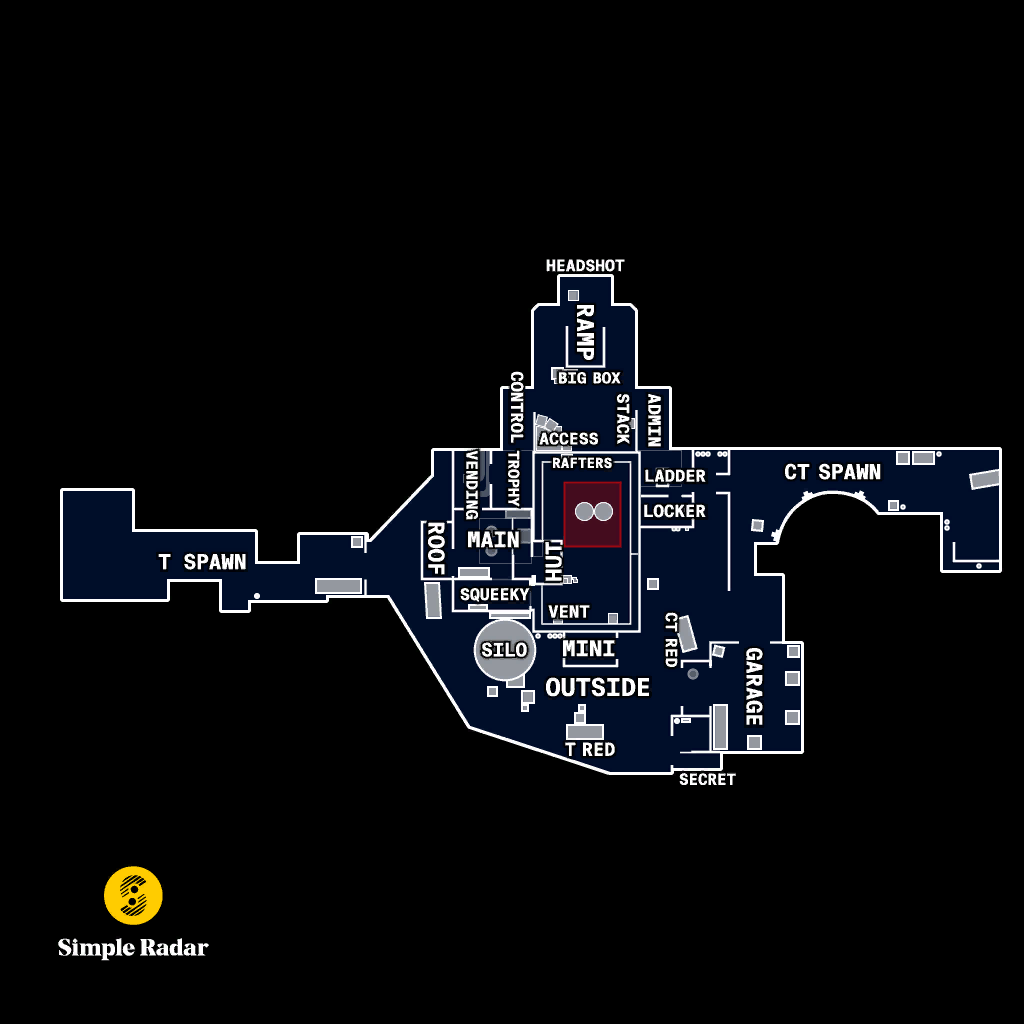 HEADSHOT
RAMP
BIG BOX
CONTROL
STACK
ADMIN
ACCESS
VENDING
TROPHY
RAFTERS
LADDER
CT SPAWN
LOCKER
ROOF
MAIN
HUT
T SPAWN
SQUEEKY
VENT
CT RED
SILO
MINI
GARAGE
OUTSIDE
T RED
SECRET
Simple Radar